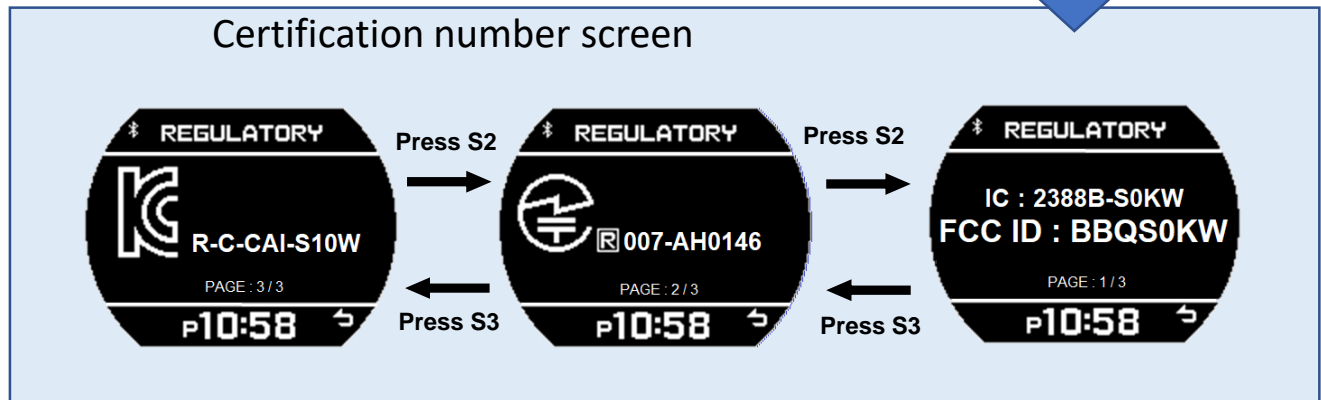 Certification number screen
REGULATORY
R-C-CAI-S10W
PAGE : 3 / 3
P10:58
Press S2
Press S3
REGULATORY
R 007-AH0146
PAGE : 2 / 3
P10:58
Press S2
Press S3
REGULATORY
IC : 2388B-S0KW
FCC ID : BBQS0KW
PAGE : 1 / 3
P10:58